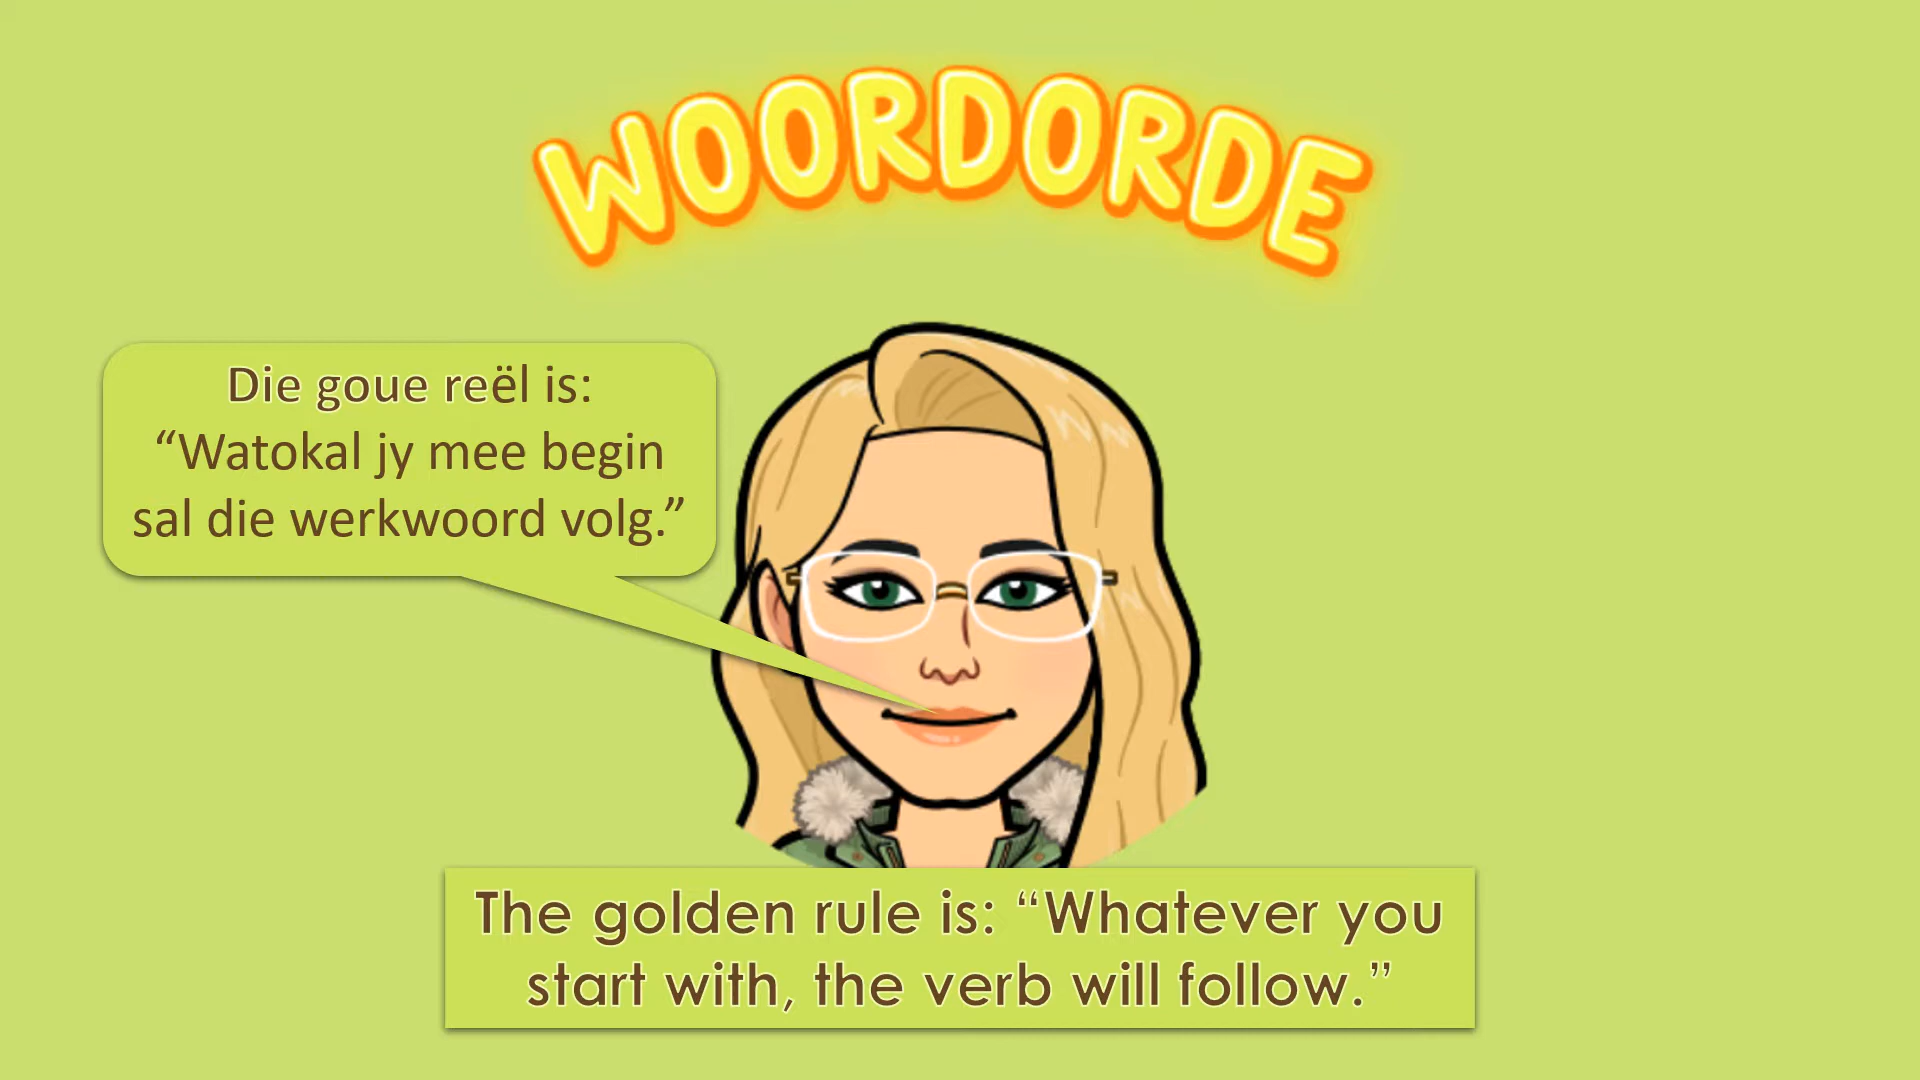 WOORDORDE
Die goue reël is:
“Watokal jy mee begin
sal die werkwoord volg.”
The golden rule is: “Whatever you
start with, the verb will follow.”